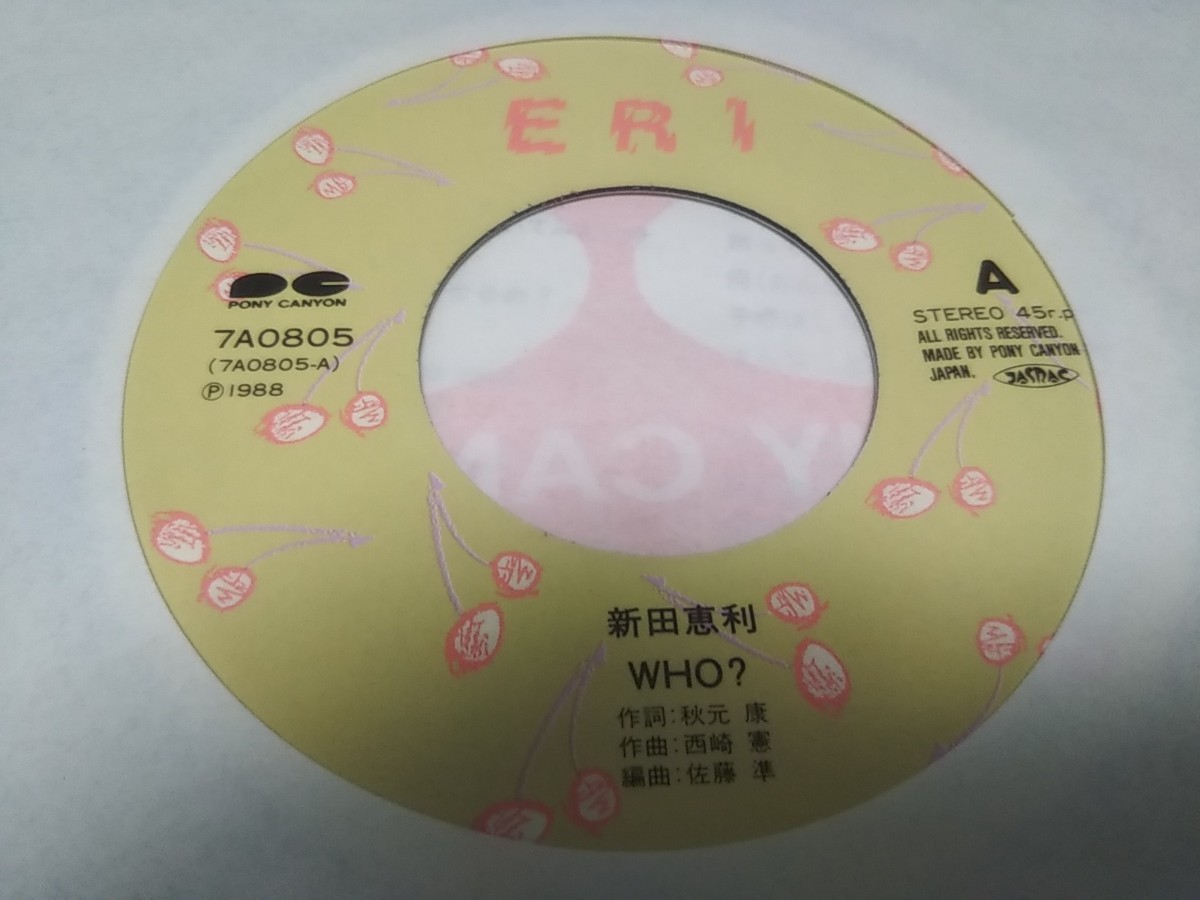 ERI
PONY CANYON
7A0805
(7A0805-A)
Ⓟ1988
A
STEREO 45r.p
ALL RIGHTS RESERVED.
MADE BY PONY CANYON
JAPAN. JASRAC
新田恵利
WHO?
作詞:秋元 康
作曲:西崎 憲
編曲:佐藤 準